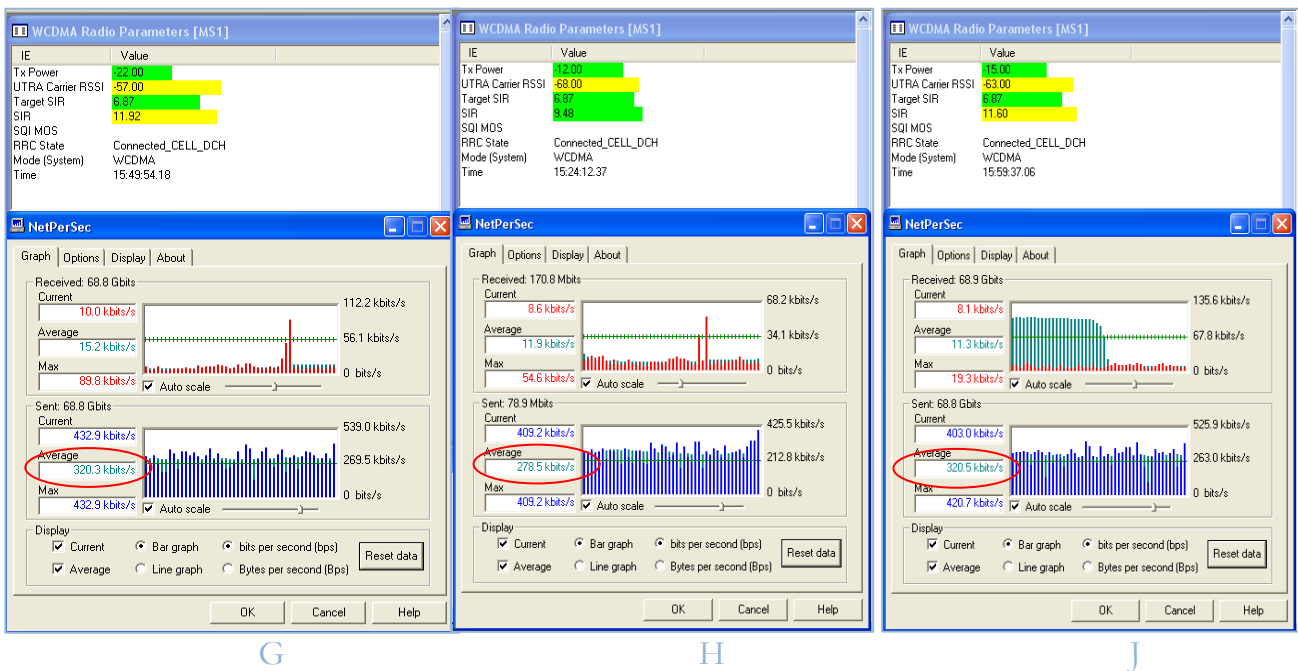 WCDMA Radio Parameters [MS1]
IE Value
Tx Power -22.00
UTRA Carrier RSSI -57.00
Target SIR 6.87
SIR 11.92
SQI MOS
RRC State Connected_CELL_DCH
Mode (System) WCDMA
Time 15:49:54.18
NetPerSec
Graph Options Display About
Received: 68.8 Gbits
Current
10.0 kbits/s
112.2 kbits/s
Average
15.2 kbits/s
56.1 kbits/s
Max
89.8 kbits/s
0 bits/s
Auto scale
Sent: 68.8 Gbits
Current
432.9 kbits/s
539.0 kbits/s
Average
320.3 kbits/s
269.5 kbits/s
Max
432.9 kbits/s
0 bits/s
Auto scale
Display
Current Bar graph bits per second (bps)
Average Line graph Bytes per second (Bps)
Reset data
OK Cancel Help
G
WCDMA Radio Parameters [MS1]
IE Value
Tx Power -12.00
UTRA Carrier RSSI -68.00
Target SIR 6.87
SIR 9.48
SQI MOS
RRC State Connected_CELL_DCH
Mode (System) WCDMA
Time 15:24:12.37
NetPerSec
Graph Options Display About
Received: 170.8 Mbits
Current
8.6 kbits/s
68.2 kbits/s
Average
11.9 kbits/s
34.1 kbits/s
Max
54.6 kbits/s
0 bits/s
Auto scale
Sent: 78.9 Mbits
Current
409.2 kbits/s
425.5 kbits/s
Average
278.5 kbits/s
212.8 kbits/s
Max
409.2 kbits/s
0 bits/s
Auto scale
Display
Current Bar graph bits per second (bps)
Average Line graph Bytes per second (Bps)
Reset data
OK Cancel Help
H
WCDMA Radio Parameters [MS1]
IE Value
Tx Power -15.00
UTRA Carrier RSSI -63.00
Target SIR 6.87
SIR 11.60
SQI MOS
RRC State Connected_CELL_DCH
Mode (System) WCDMA
Time 15:59:37.06
NetPerSec
Graph Options Display About
Received: 68.9 Gbits
Current
8.1 kbits/s
135.6 kbits/s
Average
11.3 kbits/s
67.8 kbits/s
Max
19.3 kbits/s
0 bits/s
Auto scale
Sent: 68.8 Gbits
Current
403.0 kbits/s
525.9 kbits/s
Average
320.5 kbits/s
263.0 kbits/s
Max
420.7 kbits/s
0 bits/s
Auto scale
Display
Current Bar graph bits per second (bps)
Average Line graph Bytes per second (Bps)
Reset data
OK Cancel Help
J